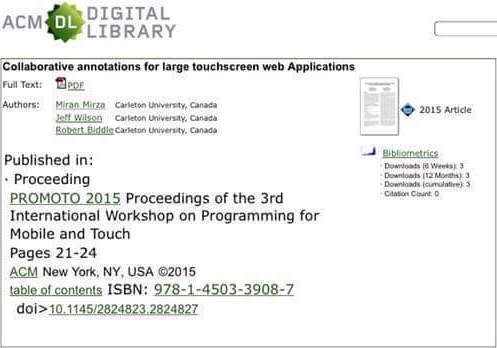 ACM DL DIGITAL LIBRARY
Collaborative annotations for large touchscreen web Applications
Full Text: PDF
Authors: Miran Mirza Carleton University, Canada
Jeff Wilson Carleton University, Canada
Robert Biddle Carleton University, Canada
2015 Article
Bibliometrics
· Downloads (6 Weeks): 3
· Downloads (12 Months): 3
· Downloads (cumulative): 3
· Citation Count: 0
Published in:
· Proceeding
PROMOTO 2015 Proceedings of the 3rd
International Workshop on Programming for
Mobile and Touch
Pages 21-24
ACM New York, NY, USA ©2015
table of contents ISBN: 978-1-4503-3908-7
doi>10.1145/2824823.2824827